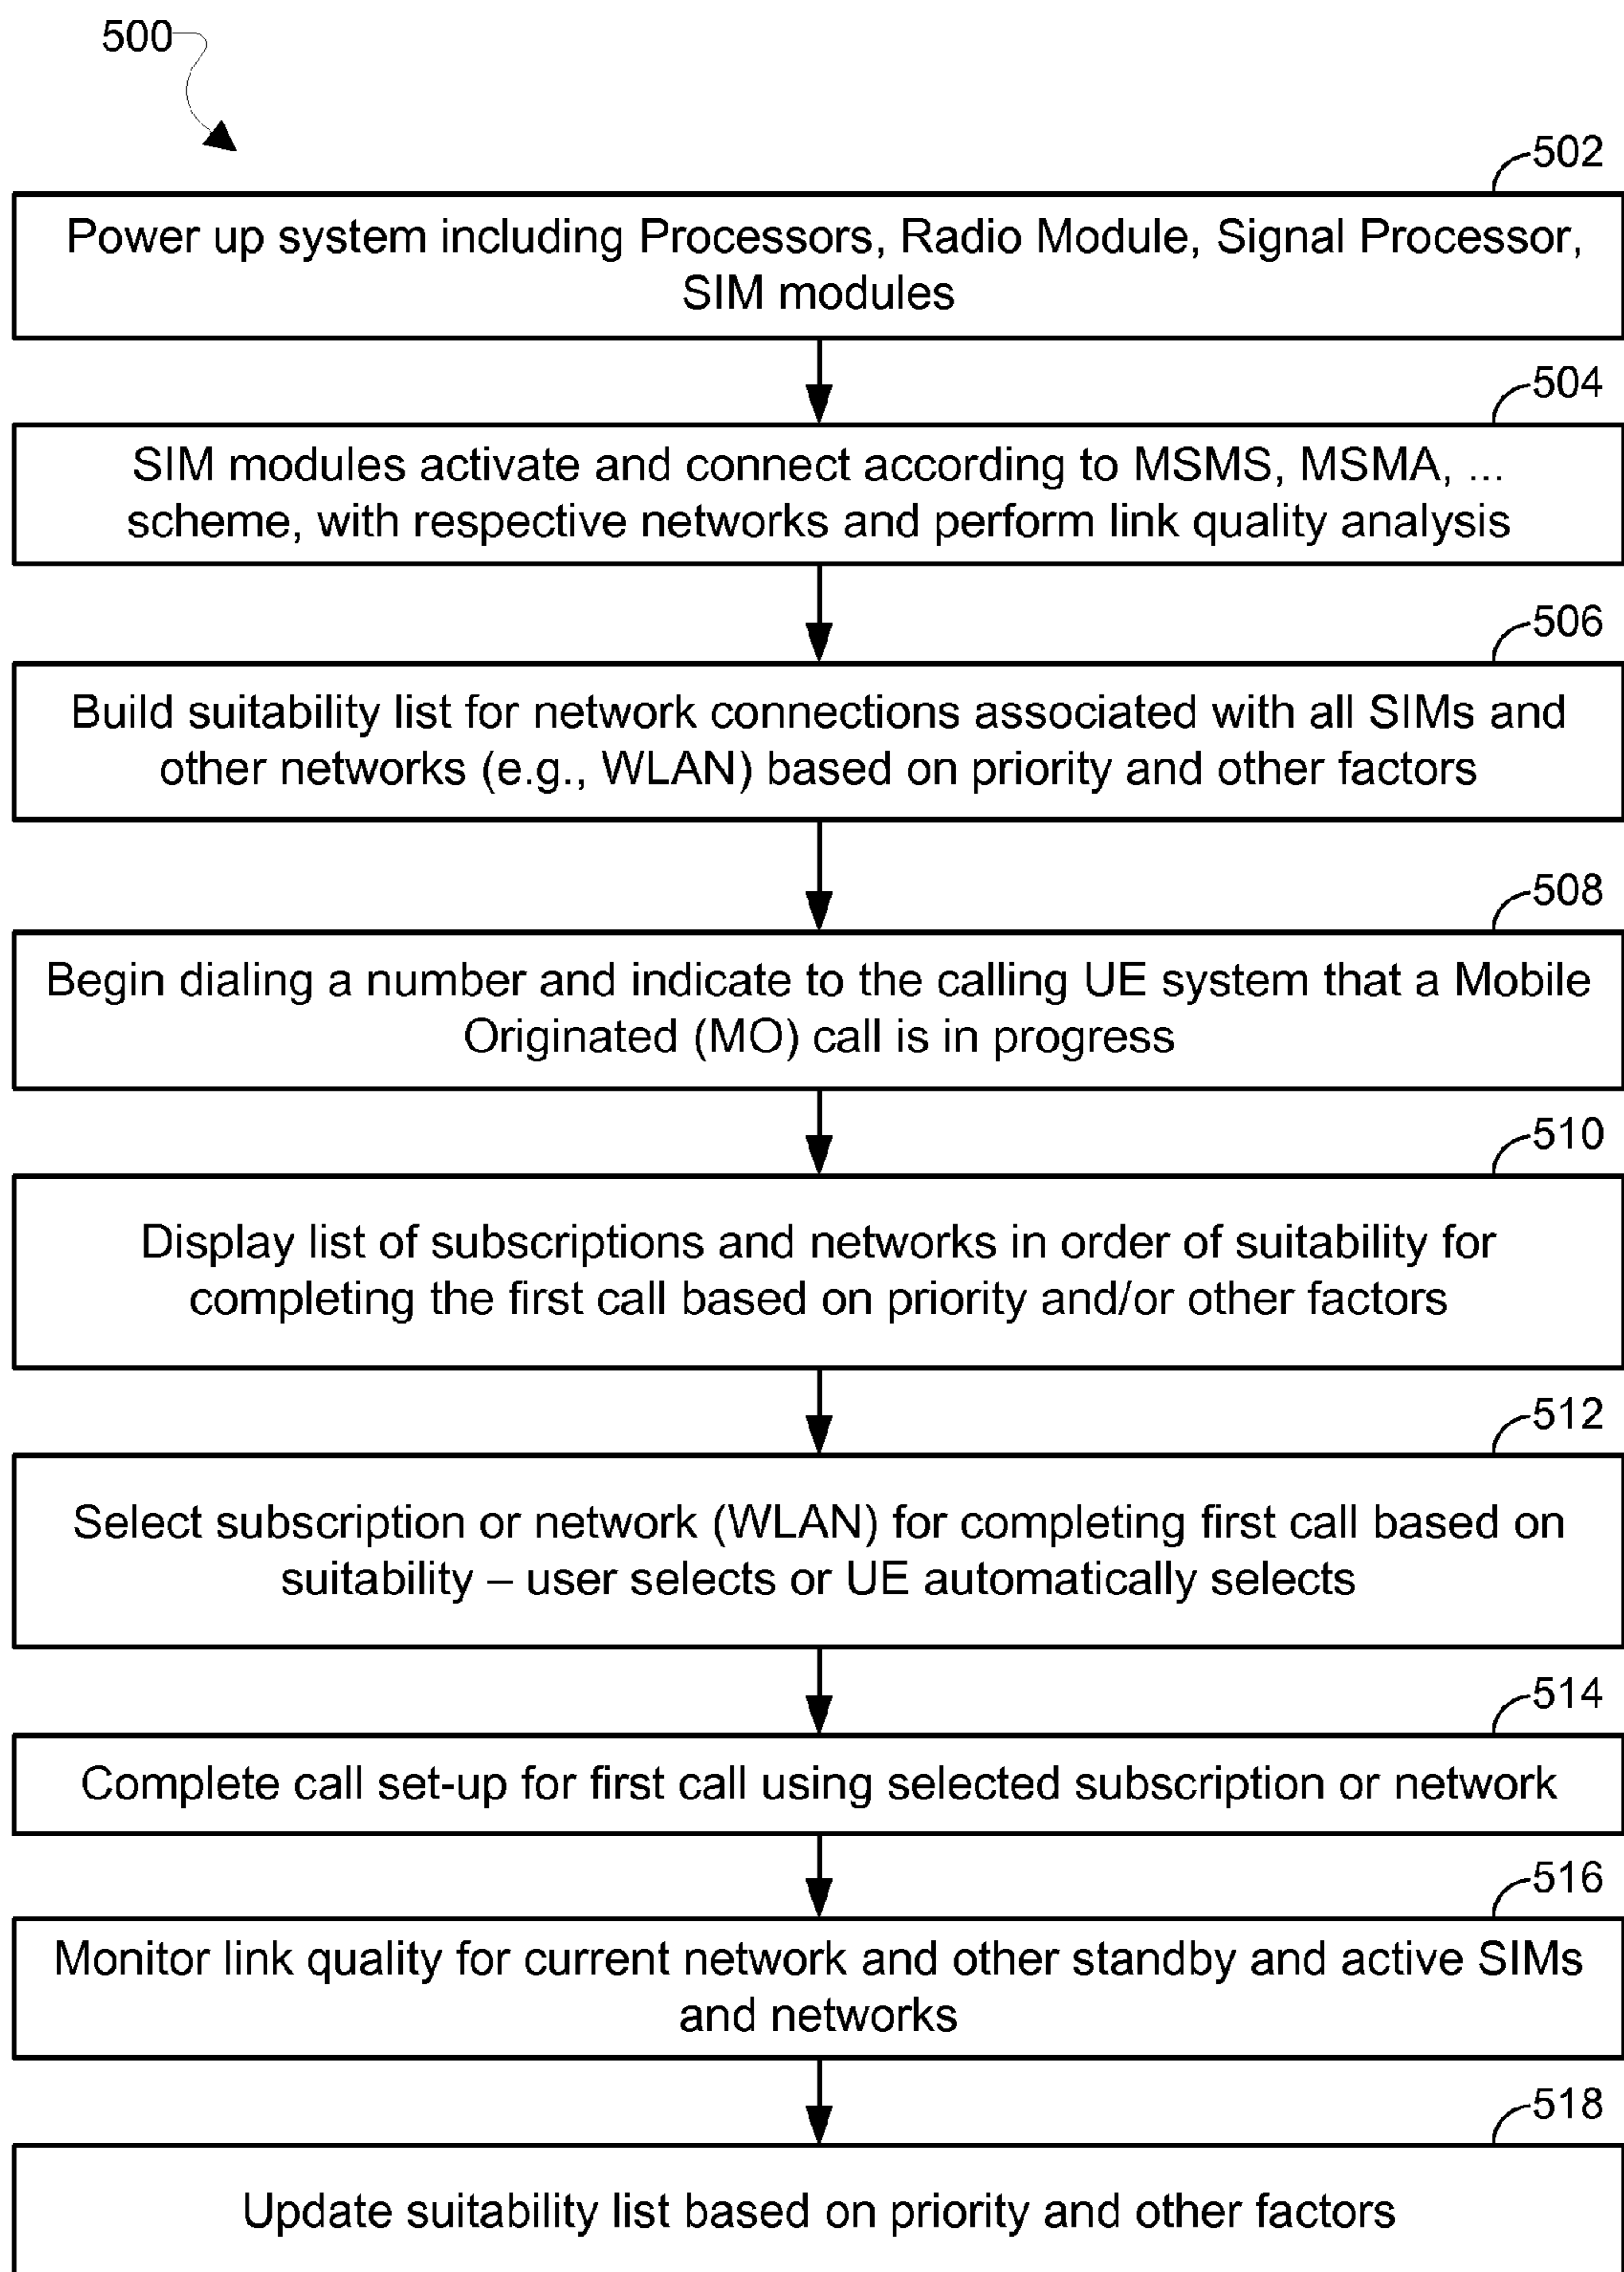 500
502
Power up system including Processors, Radio Module, Signal Processor,
SIM modules
504
SIM modules activate and connect according to MSMS, MSMA, ...
scheme, with respective networks and perform link quality analysis
506
Build suitability list for network connections associated with all SIMs and
other networks (e.g., WLAN) based on priority and other factors
508
Begin dialing a number and indicate to the calling UE system that a Mobile
Originated (MO) call is in progress
510
Display list of subscriptions and networks in order of suitability for
completing the first call based on priority and/or other factors
512
Select subscription or network (WLAN) for completing first call based on
suitability – user selects or UE automatically selects
514
Complete call set-up for first call using selected subscription or network
516
Monitor link quality for current network and other standby and active SIMs
and networks
518
Update suitability list based on priority and other factors